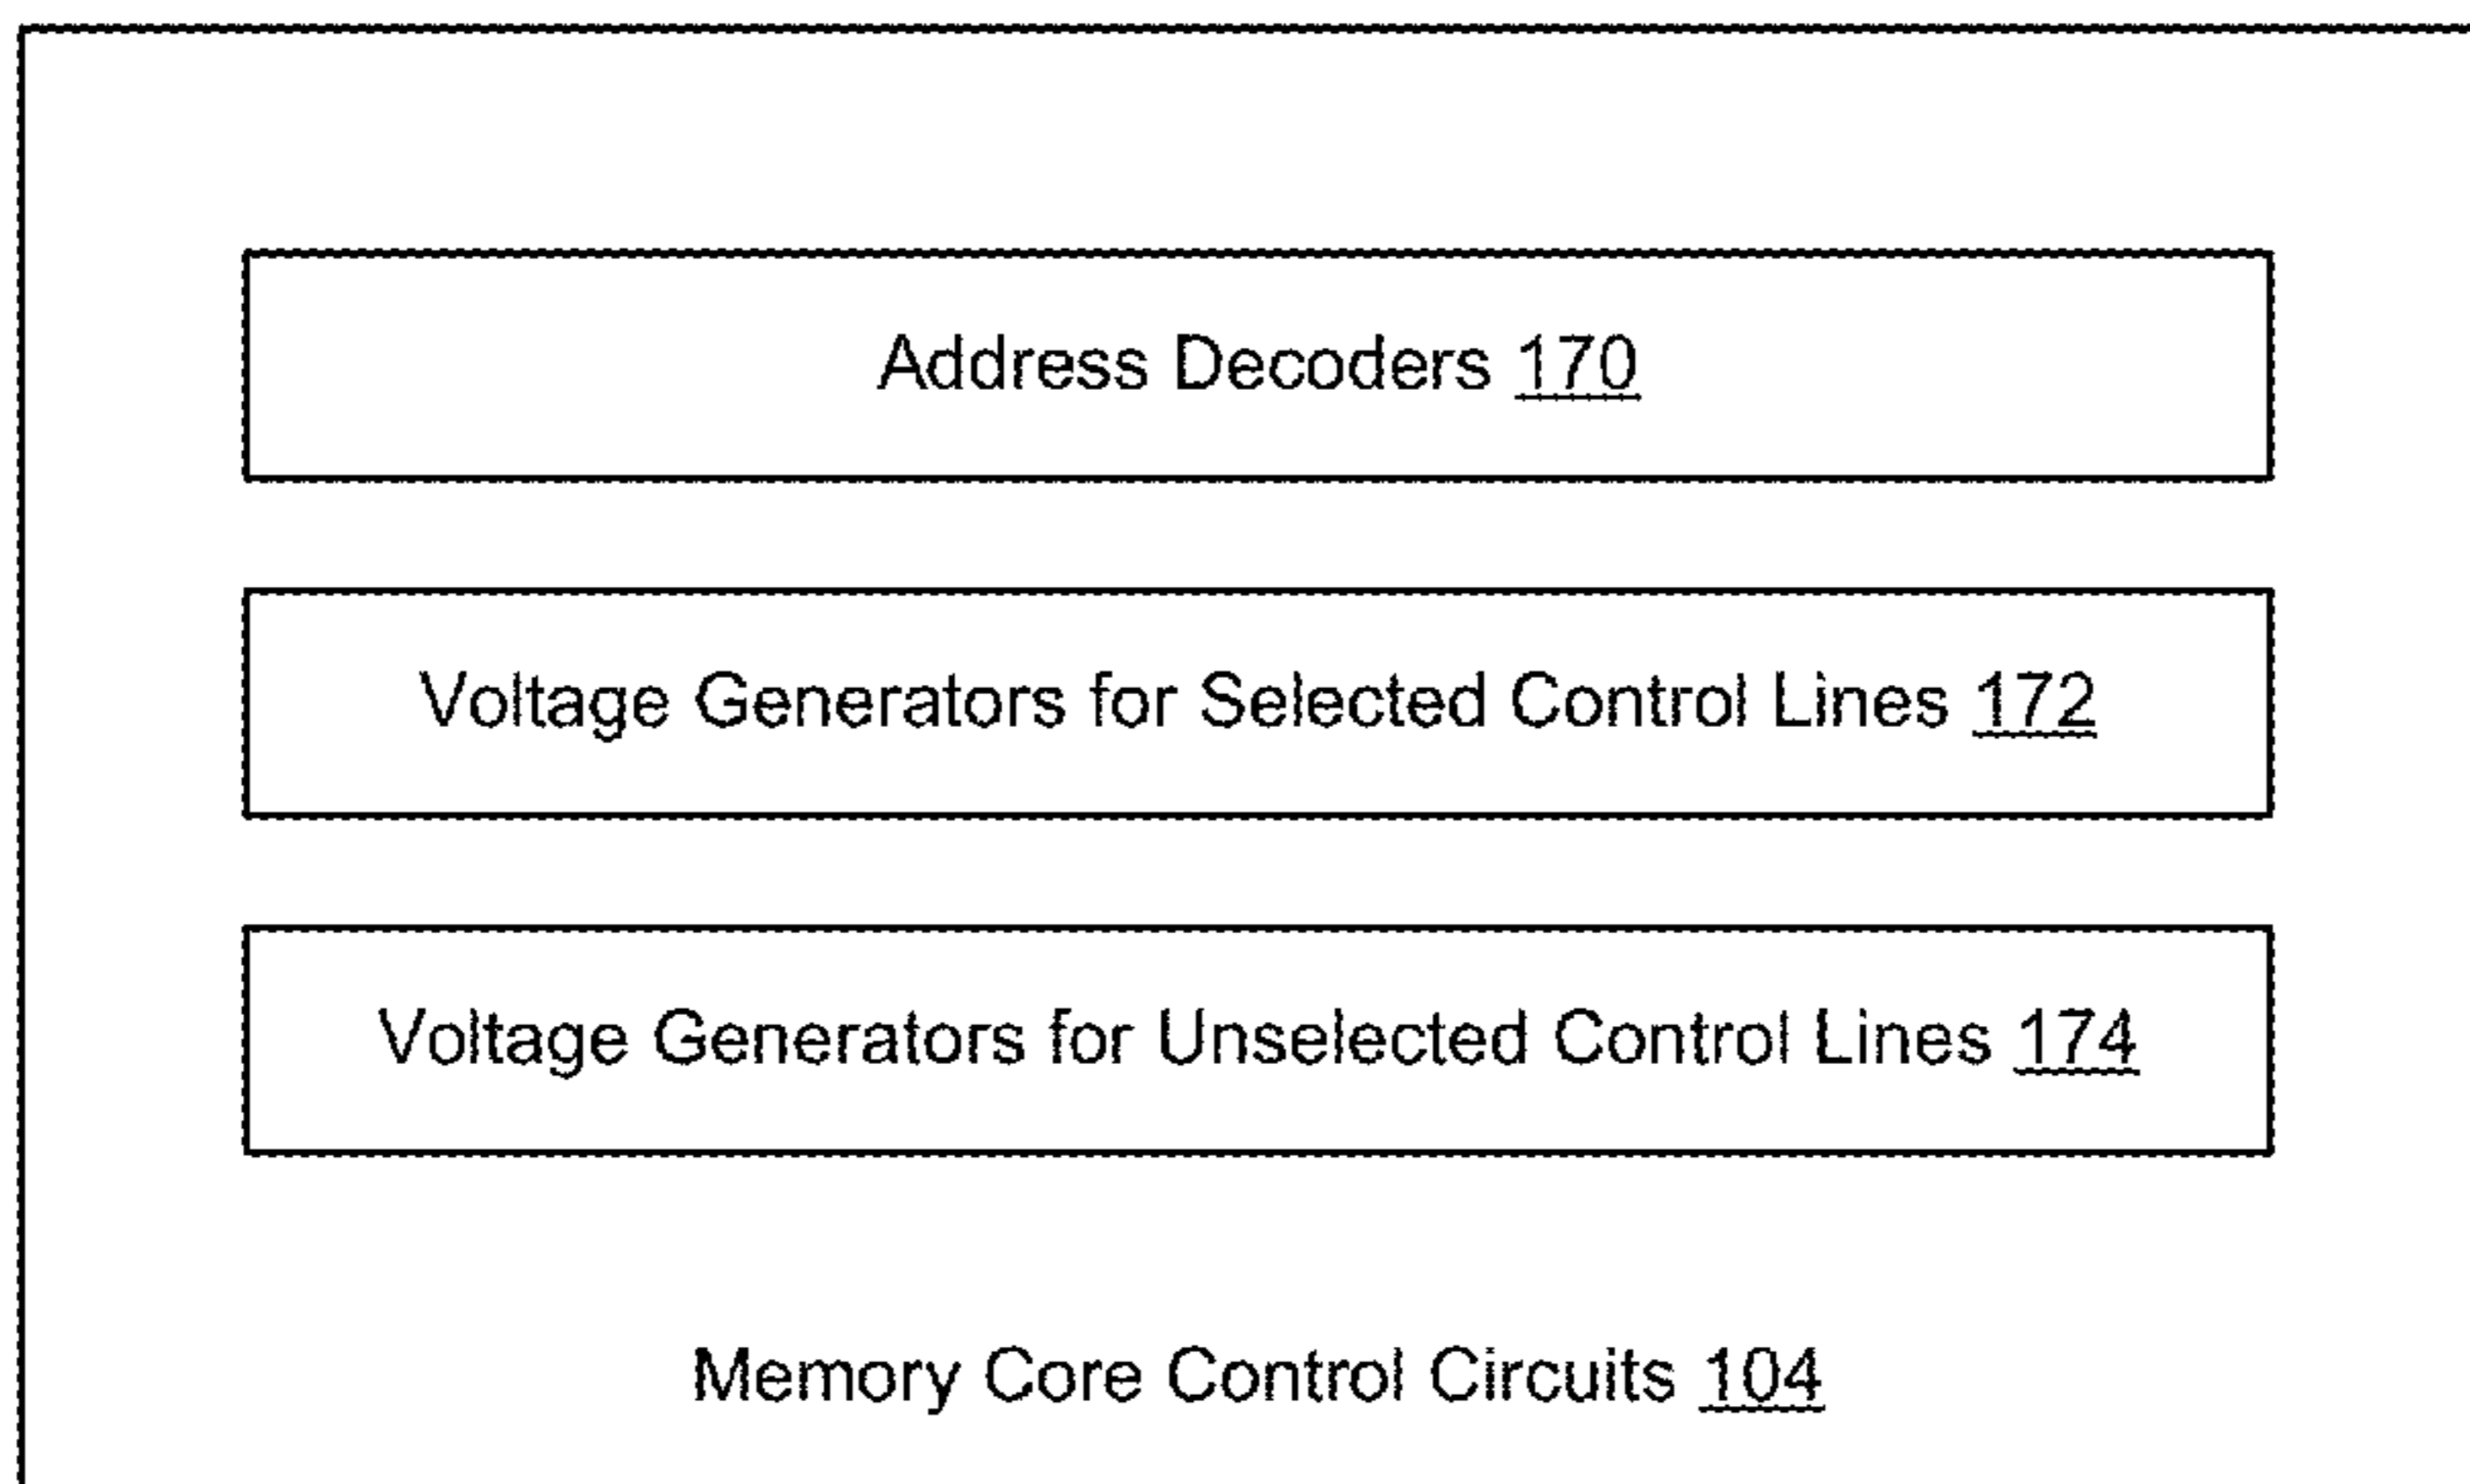 Address Decoders 170
Voltage Generators for Selected Control Lines 172
Voltage Generators for Unselected Control Lines 174
Memory Core Control Circuits 104